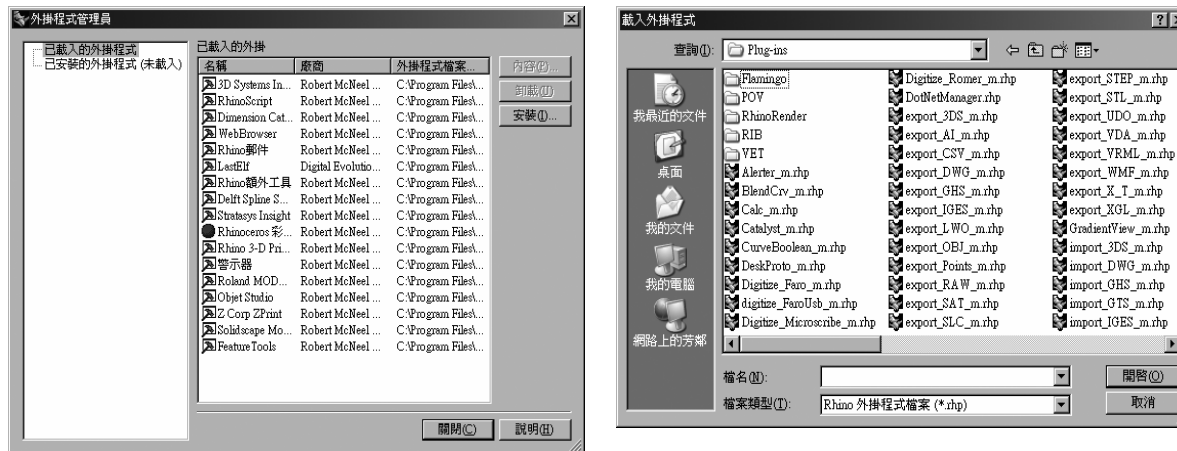 外掛程式管理員
已載入的外掛程式
已安裝的外掛程式 (未載入)
已載入的外掛
名稱 廠商 外掛程式檔案...
3D Systems In... Robert McNeel ... C:\Program Files\...
RhinoScript Robert McNeel ... C:\Program Files\...
Dimension Cat... Robert McNeel ... C:\Program Files\...
WebBrowser Robert McNeel ... C:\Program Files\...
Rhino郵件 Robert McNeel ... C:\Program Files\...
LastElf Digital Evolutio... C:\Program Files\...
Rhino額外工具 Robert McNeel ... C:\Program Files\...
Delft Spline S... Robert McNeel ... C:\Program Files\...
Stratasys Insight Robert McNeel ... C:\Program Files\...
Rhinoceros 彩... Robert McNeel ... C:\Program Files\...
Rhino 3-D Pri... Robert McNeel ... C:\Program Files\...
警示器 Robert McNeel ... C:\Program Files\...
Roland MOD... Robert McNeel ... C:\Program Files\...
Objet Studio Robert McNeel ... C:\Program Files\...
Z Corp ZPrint Robert McNeel ... C:\Program Files\...
Solidscape Mo... Robert McNeel ... C:\Program Files\...
FeatureTools Robert McNeel ... C:\Program Files\...
內容(P)...
卸載(U)
安裝(I)...
關閉(C) 說明(H)
載入外掛程式
查詢(I): Plug-ins
我最近的文件
桌面
我的文件
我的電腦
網路上的芳鄰
Flamingo
POV
RhinoRender
RIB
VET
Alerter_m.rhp
BlendCrv_m.rhp
Calc_m.rhp
Catalyst_m.rhp
CurveBoolean_m.rhp
DeskProto_m.rhp
Digitize_Faro_m.rhp
digitize_FaroUsb_m.rhp
Digitize_Microscribe_m.rhp
Digitize_Romer_m.rhp
DotNetManager.rhp
export_3DS_m.rhp
export_AI_m.rhp
export_CSV_m.rhp
export_DWG_m.rhp
export_GHS_m.rhp
export_IGES_m.rhp
export_LWO_m.rhp
export_OBJ_m.rhp
export_Points_m.rhp
export_RAW_m.rhp
export_SAT_m.rhp
export_SLC_m.rhp
export_STEP_m.rhp
export_STL_m.rhp
export_UDO_m.rhp
export_VDA_m.rhp
export_VRML_m.rhp
export_WMF_m.rhp
export_X_T_m.rhp
export_XGL_m.rhp
GradientView_m.rhp
import_3DS_m.rhp
import_DWG_m.rhp
import_GHS_m.rhp
import_GTS_m.rhp
import_IGES_m.rhp
檔名(N): 開啓(O)
檔案類型(T): Rhino 外掛程式檔案 (*.rhp) 取消